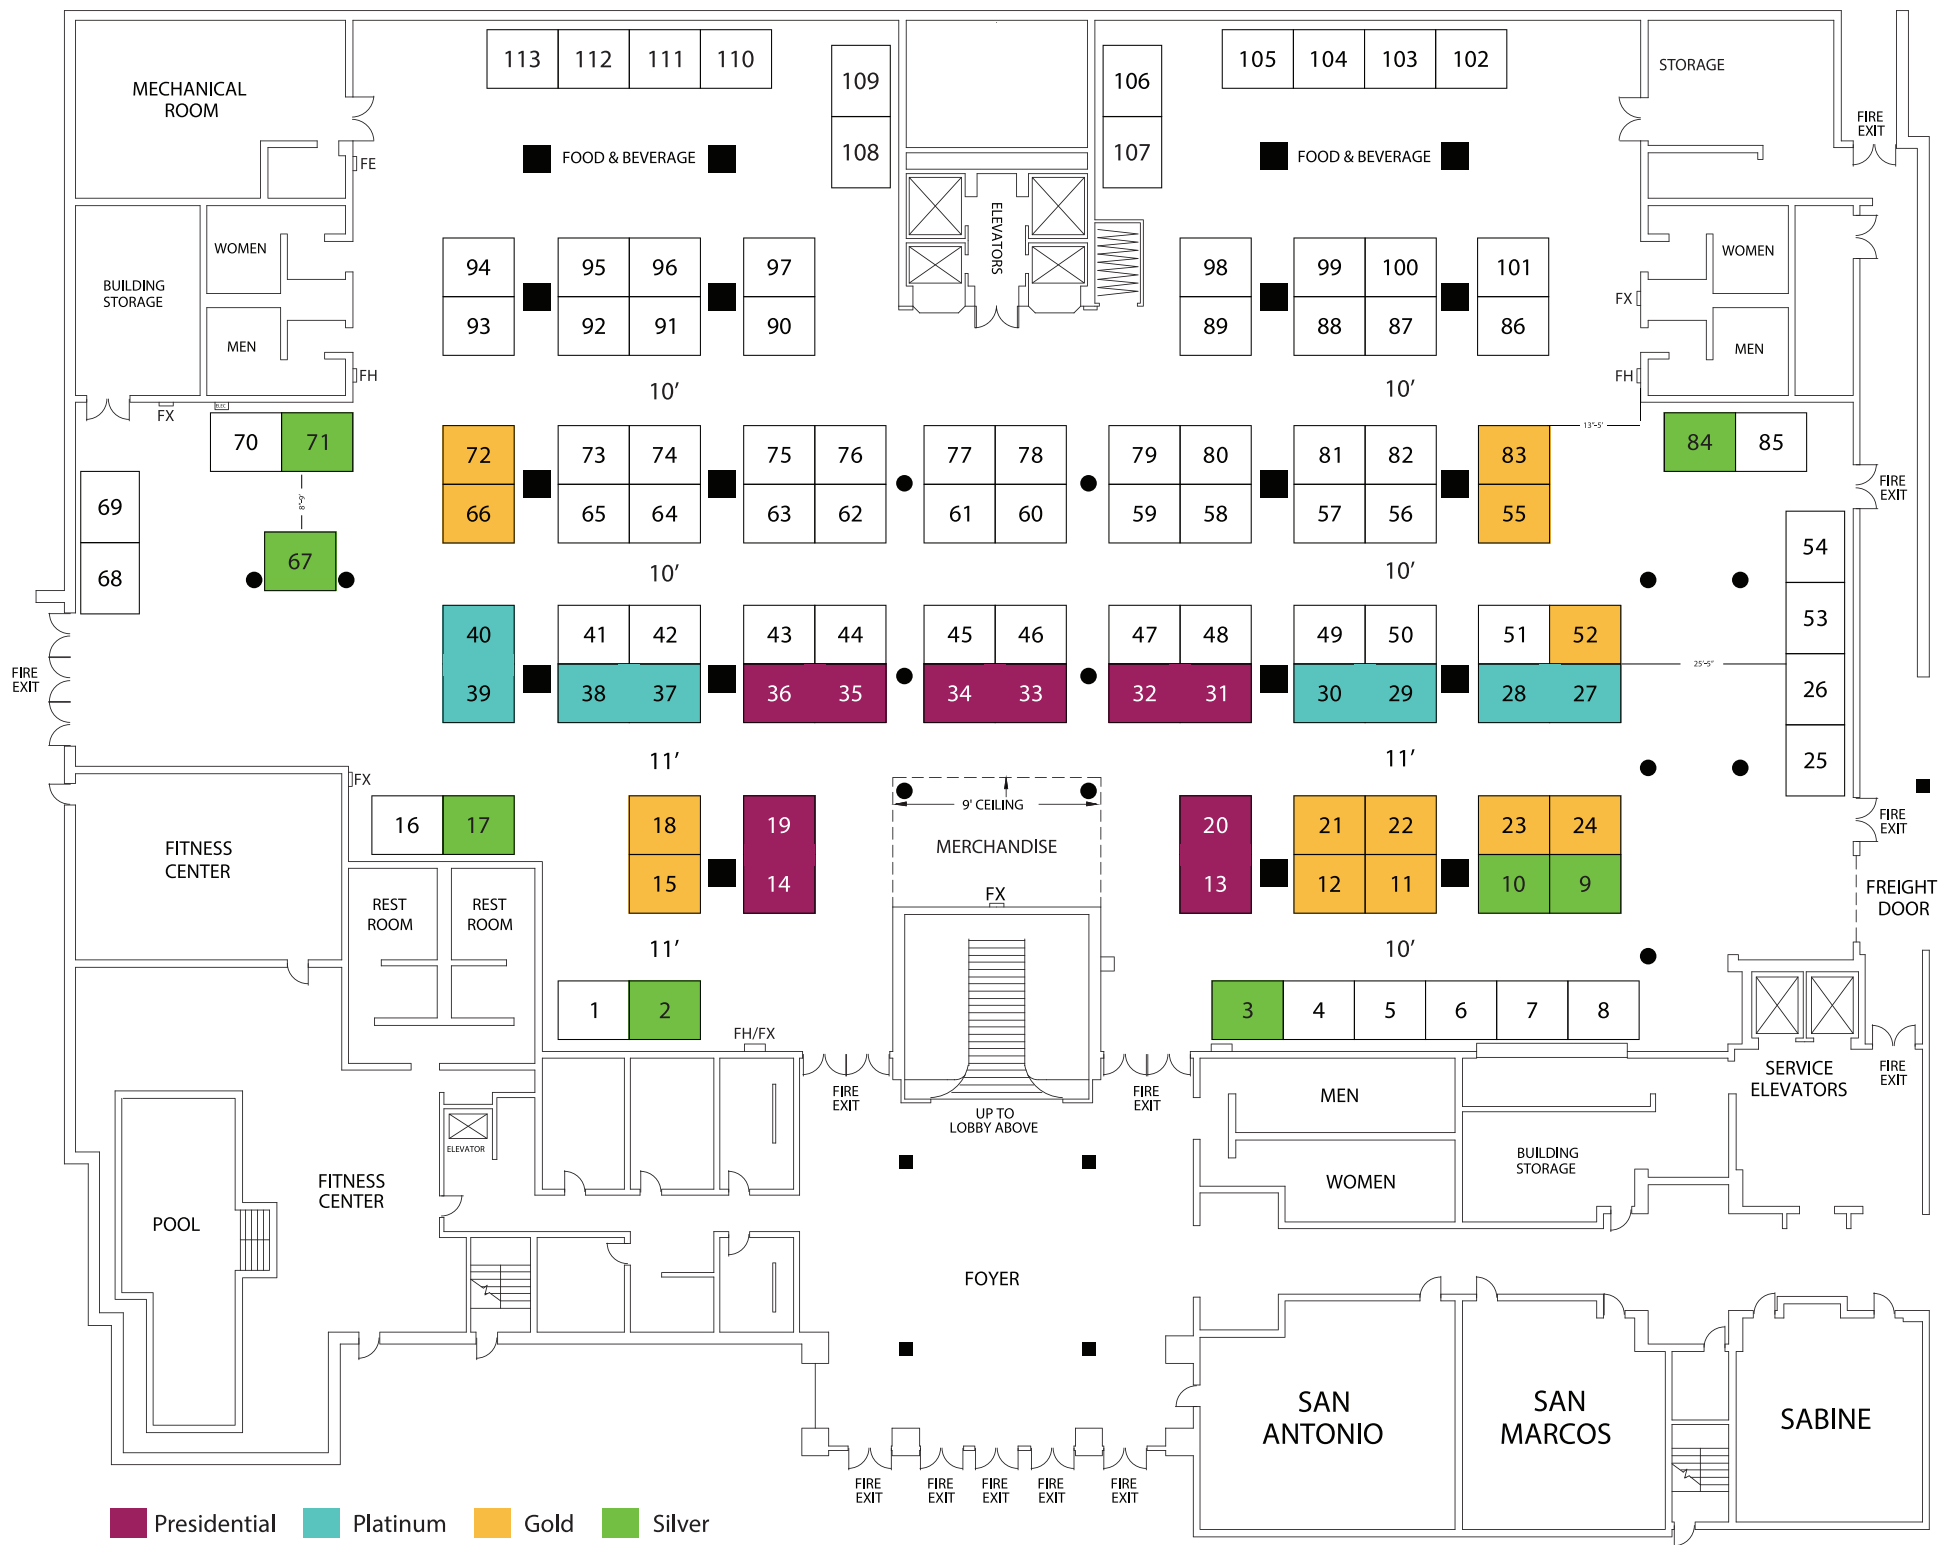 113 112 111 110
109
106
105 104 103 102
STORAGE
MECHANICAL
ROOM
FIRE
EXIT
108
107
FOOD & BEVERAGE
FOOD & BEVERAGE
FE
ELEVATORS
WOMEN
WOMEN
94 95 96 97
98 99 100 101
BUILDING
STORAGE
FX
93 92 91 90
89 88 87 86
MEN
MEN
FH
FH
10'
10'
ELEC
FX
70 71
72 73 74 75 76 77 78 79 80 81 82 83
13'-5'
84 85
FIRE
EXIT
69
8'-9'
66 65 64 63 62 61 60 59 58 57 56 55
54
67
68
10'
10'
53
40 41 42 43 44 45 46 47 48 49 50 51 52
25'-5"
FIRE
EXIT
39 38 37 36 35 34 33 32 31 30 29 28 27
26
11'
11'
25
FX
9' CEILING
16 17
18 19
20 21 22 23 24
FIRE
EXIT
MERCHANDISE
FITNESS
CENTER
15 14
13 12 11 10 9
FX
FREIGHT
DOOR
REST
ROOM
REST
ROOM
11'
10'
1 2
3 4 5 6 7 8
FH/FX
FIRE
EXIT
FIRE
EXIT
FIRE
EXIT
SERVICE
ELEVATORS
MEN
UP TO
LOBBY ABOVE
ELEVATOR
BUILDING
STORAGE
FITNESS
CENTER
WOMEN
POOL
FOYER
SAN
ANTONIO
SAN
MARCOS
SABINE
FIRE
EXIT
FIRE
EXIT
FIRE
EXIT
FIRE
EXIT
FIRE
EXIT
Presidential Platinum Gold Silver